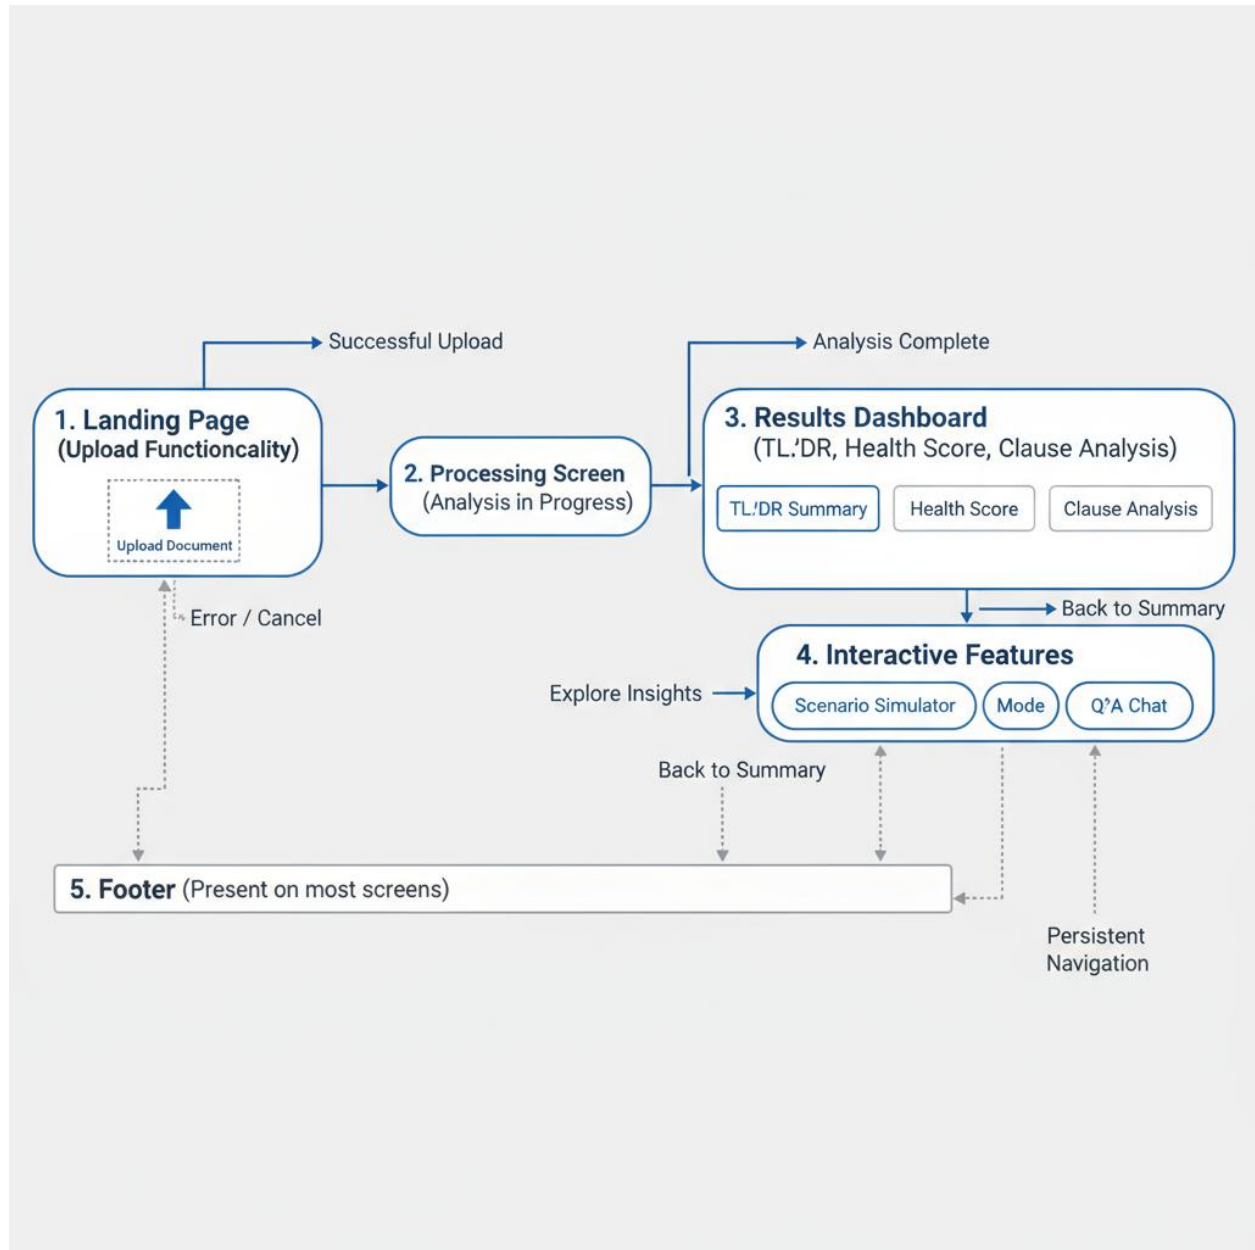 Successful Upload
Analysis Complete
1. Landing Page
(Upload Functioncality)
Upload Document
2. Processing Screen
(Analysis in Progress)
3. Results Dashboard
(TL.'DR, Health Score, Clause Analysis)
TL.'DR Summary
Health Score
Clause Analysis
Error / Cancel
Back to Summary
4. Interactive Features
Explore Insights
Scenario Simulator
Mode
Q'A Chat
Back to Summary
5. Footer (Present on most screens)
Persistent
Navigation